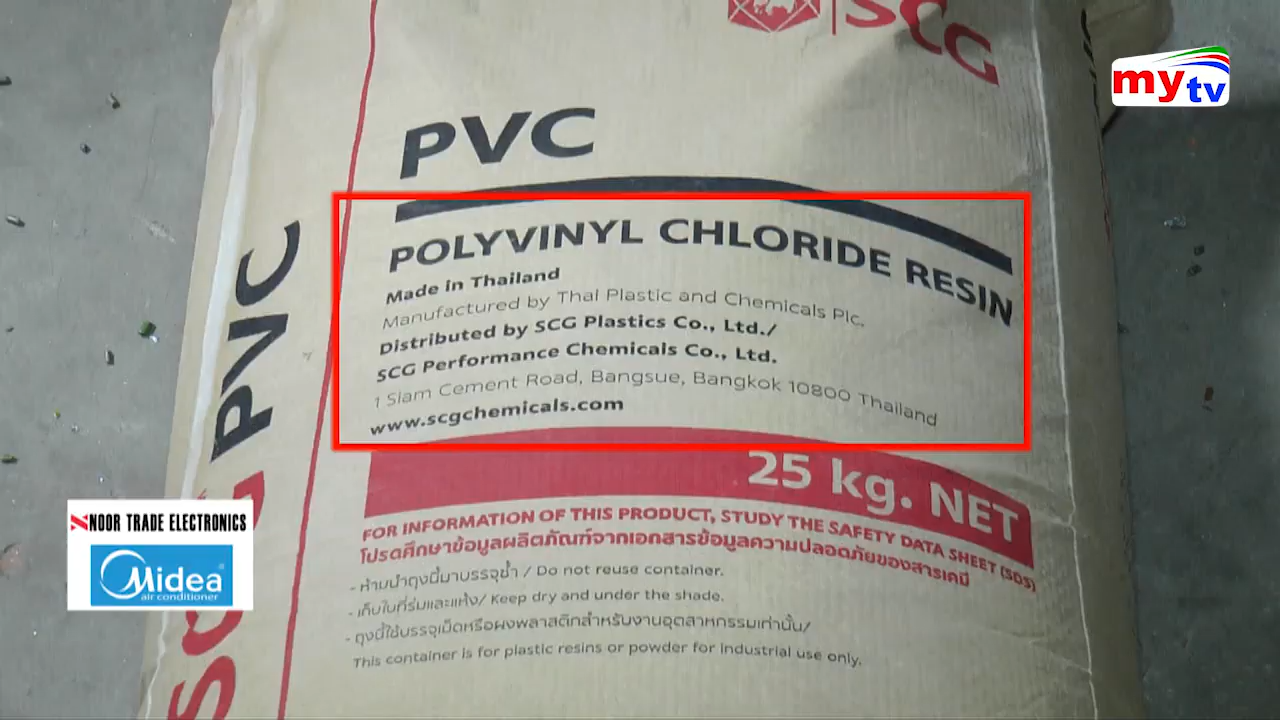 SCG
my tv
PVC
POLYVINYL CHLORIDE RESIN
Made in Thailand
Manufactured by Thai Plastic and Chemicals Plc.
Distributed by SCG Plastics Co., Ltd./
SCG Performance Chemicals Co., Ltd.
1 Siam Cement Road, Bangsue, Bangkok 10800 Thailand
www.scgchemicals.com
25 kg. NET
FOR INFORMATION OF THIS PRODUCT, STUDY THE SAFETY DATA SHEET (SDS)
โปรดศึกษาข้อมูลผลิตภัณฑ์จากเอกสารข้อมูลความปลอดภัยของสารเคมี
- ห้ามนำถุงนี้มาบรรจุซ้ำ / Do not reuse container.
- เก็บในที่ร่มและแห้ง/ Keep dry and under the shade.
- ถุงนี้ใช้บรรจุเม็ดหรือผงพลาสติกสำหรับงานอุตสาหกรรมเท่านั้น/
This container is for plastic resins or powder for industrial use only.
SCG PVC
NOOR TRADE ELECTRONICS
Midea
air conditioner